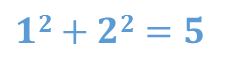 1² + 2² = 5